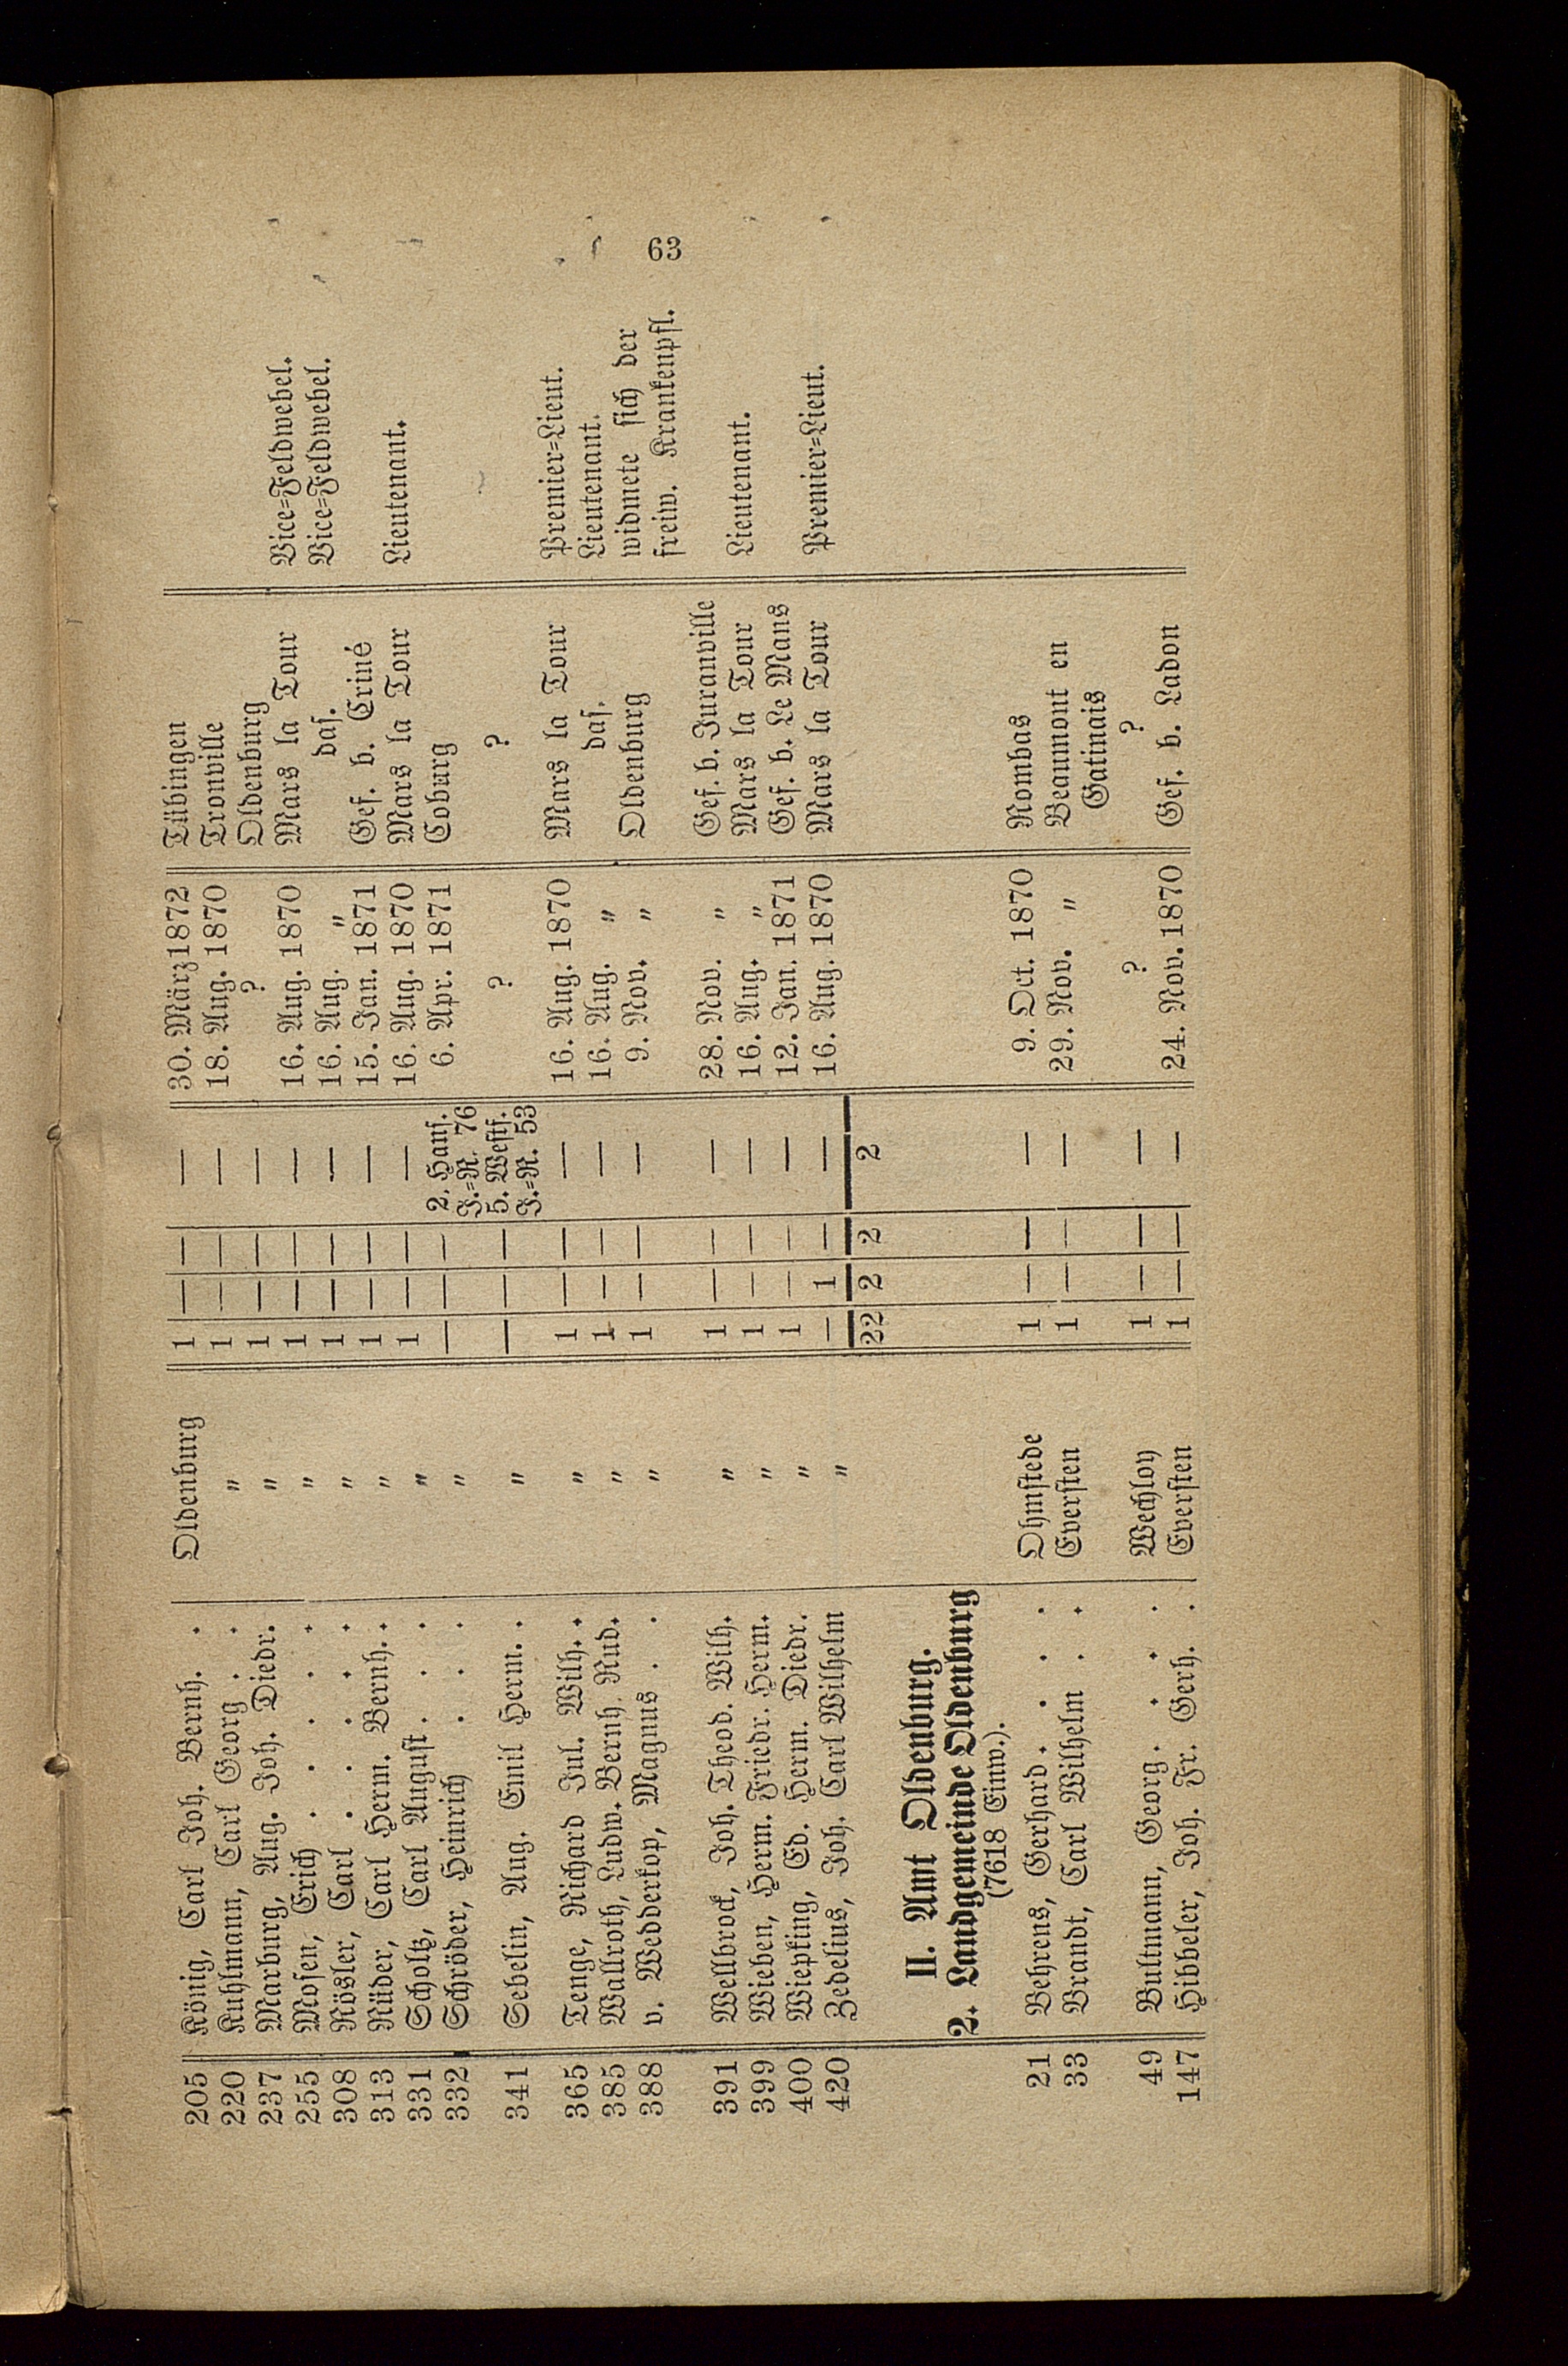 63
205 König, Carl Joh. Bernh. . Oldenburg 1 — — — 30. März 1872 Tübingen
220 Kuhlmann, Carl Georg . . „ 1 — — — 18. Aug. 1870 Tronville
237 Marburg, Aug. Joh. Diedr. „ 1 — — — ? Oldenburg
255 Mosen, Erich . . . . . „ 1 — — — 16. Aug. 1870 Mars la Tour Vice=Feldwebel.
308 Rösler, Carl . . . . . „ 1 — — — 16. Aug. „ das. Vice=Feldwebel.
313 Rüder, Carl Herm. Bernh. . „ 1 — — — 15. Jan. 1871 Gef. b. Criné
331 Scholtz, Carl August . . . „ 1 — — — 16. Aug. 1870 Mars la Tour Lieutenant.
332 Schröder, Heinrich . . . „ — — — 2. Hans. 6. Apr. 1871 Coburg
J.=R. 76
341 Sebelin, Aug. Emil Herm. . „ — — — 5. Westf. ? ?
J.=R. 53
365 Tenge, Richard Jul. Wilh. . „ 1 — — — 16. Aug. 1870 Mars la Tour Premier=Lieut.
385 Wallroth, Ludw. Bernh. Rud. „ 1 — — — 16. Aug. „ das. Lieutenant.
388 v. Wedderkop, Magnus . . „ 1 — — — 9. Nov. „ Oldenburg widmete sich der
freiw. Krankenpfl.
391 Wellbrock, Joh. Theod. Wilh. „ 1 — — — 28. Nov. „ Gef. b. Juranville
399 Wieben, Herm. Friedr. Herm. „ 1 — — — 16. Aug. „ Mars la Tour Lieutenant.
400 Wiepking, Ed. Herm. Diedr. „ 1 — — — 12. Jan. 1871 Gef. b. Le Mans
420 Zedelius, Joh. Carl Wilhelm „ — 1 — — 16. Aug. 1870 Mars la Tour Premier=Lieut.
22 2 2 2
II. Amt Oldenburg.
2. Landgemeinde Oldenburg
(7618 Einw.).
21 Behrens, Gerhard . . . . Ohmstede 1 — — — 9. Oct. 1870 Rombas
33 Brandt, Carl Wilhelm . . Eversten 1 — — — 29. Nov. „ Beaumont en
Gatinais
49 Bultmann, Georg . . . . Wechloy 1 — — — ? ?
147 Hibbeler, Joh. Fr. Gerh. . Eversten 1 — — — 24. Nov. 1870 Gef. b. Ladon